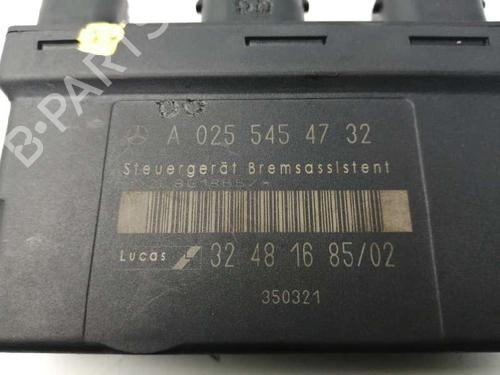 B-PARTS
A 025 545 47 32
Steuergerät Bremsassistent
Lucas 32 48 16 85/02
350321